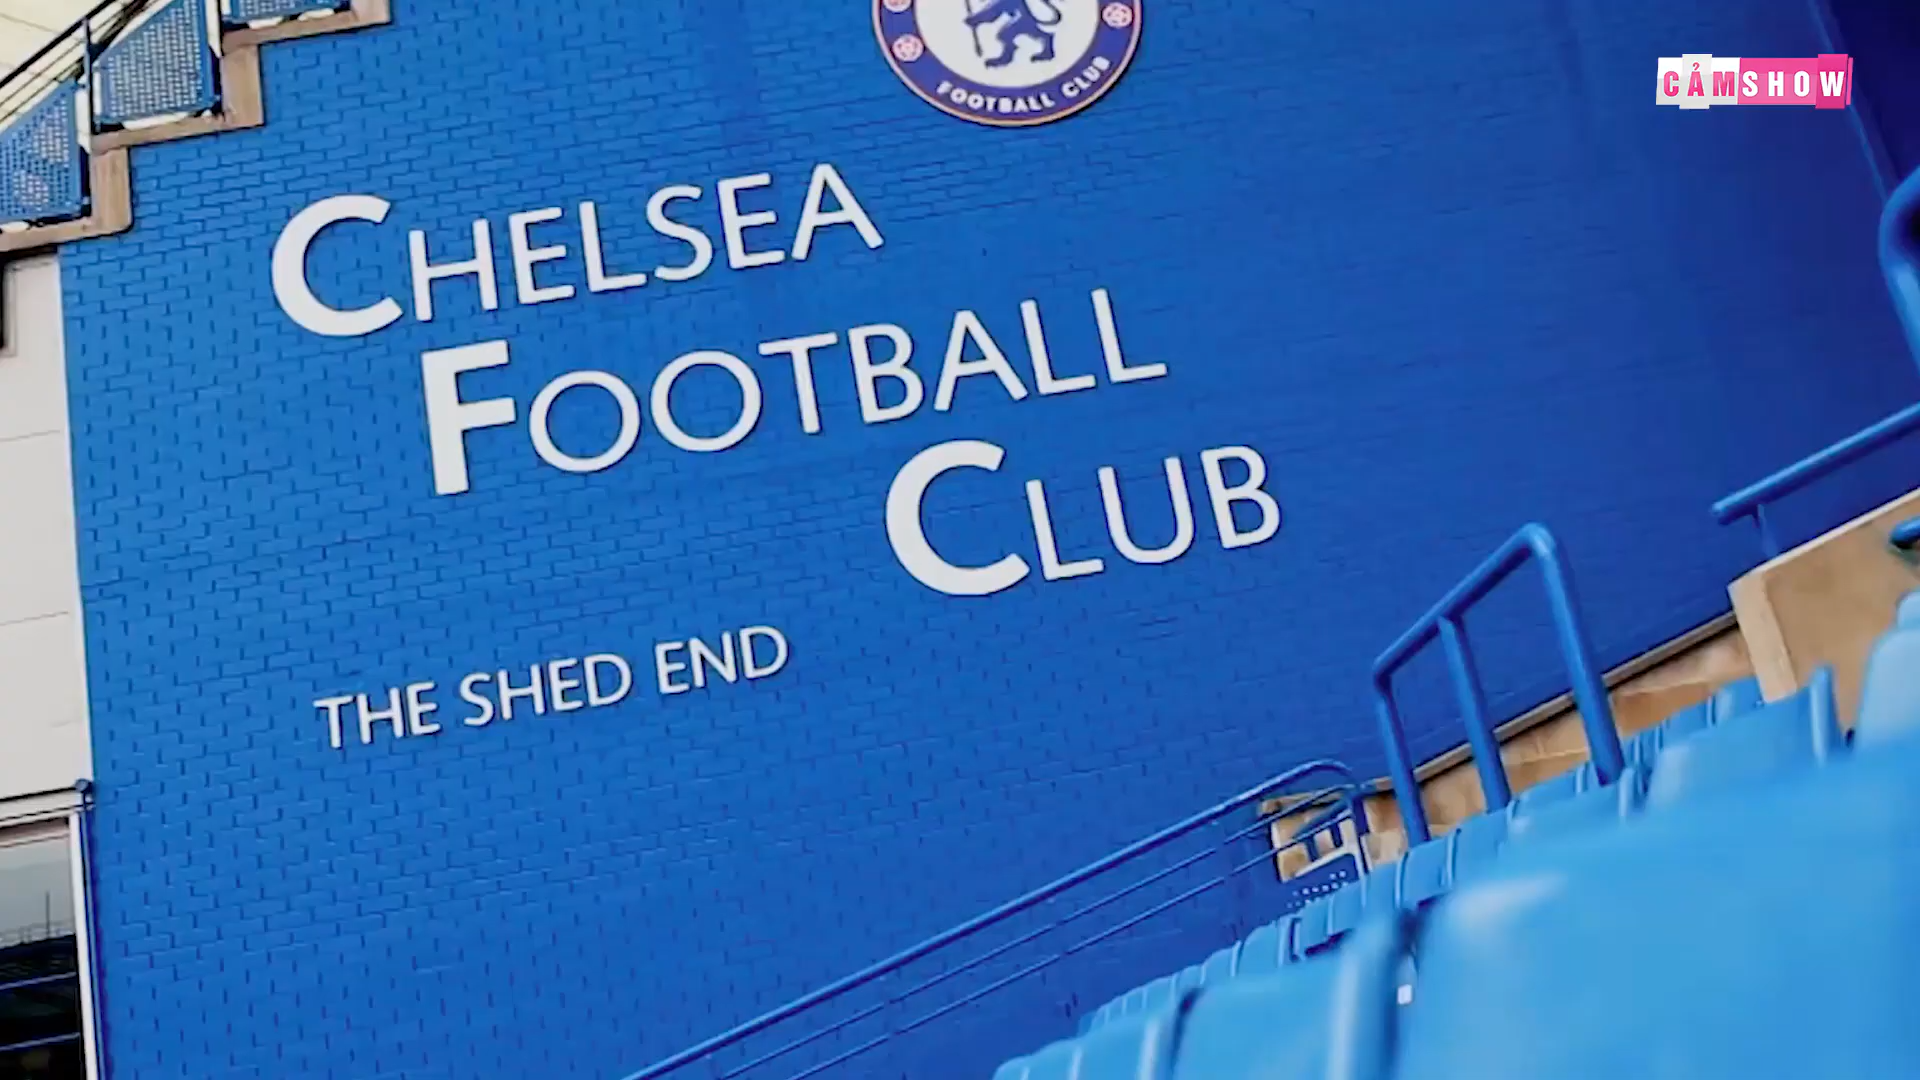 FOOTBALL CLUB
CẢMSHOW
CHELSEA
FOOTBALL
CLUB
THE SHED END